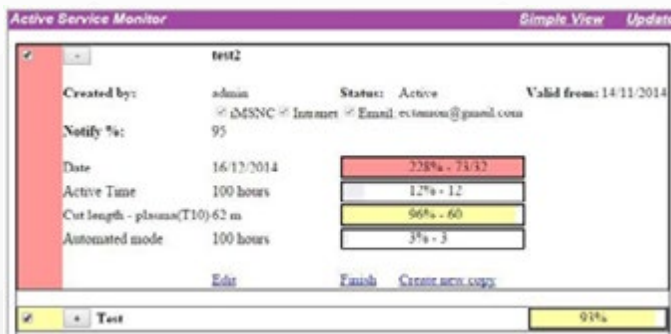 Active Service Monitor Simple View Update
- test2
Created by: admin Status: Active Valid from: 14/11/2014
iMSNC Intranet Email:
Notify %: 95
Date 16/12/2014 228% - 73/32
Active Time 100 hours 12% - 12
Cut length - plasma(T10) 62 m 96% - 60
Automated mode 100 hours 3% - 3
Edit Finish Create new copy
+ Test 93%